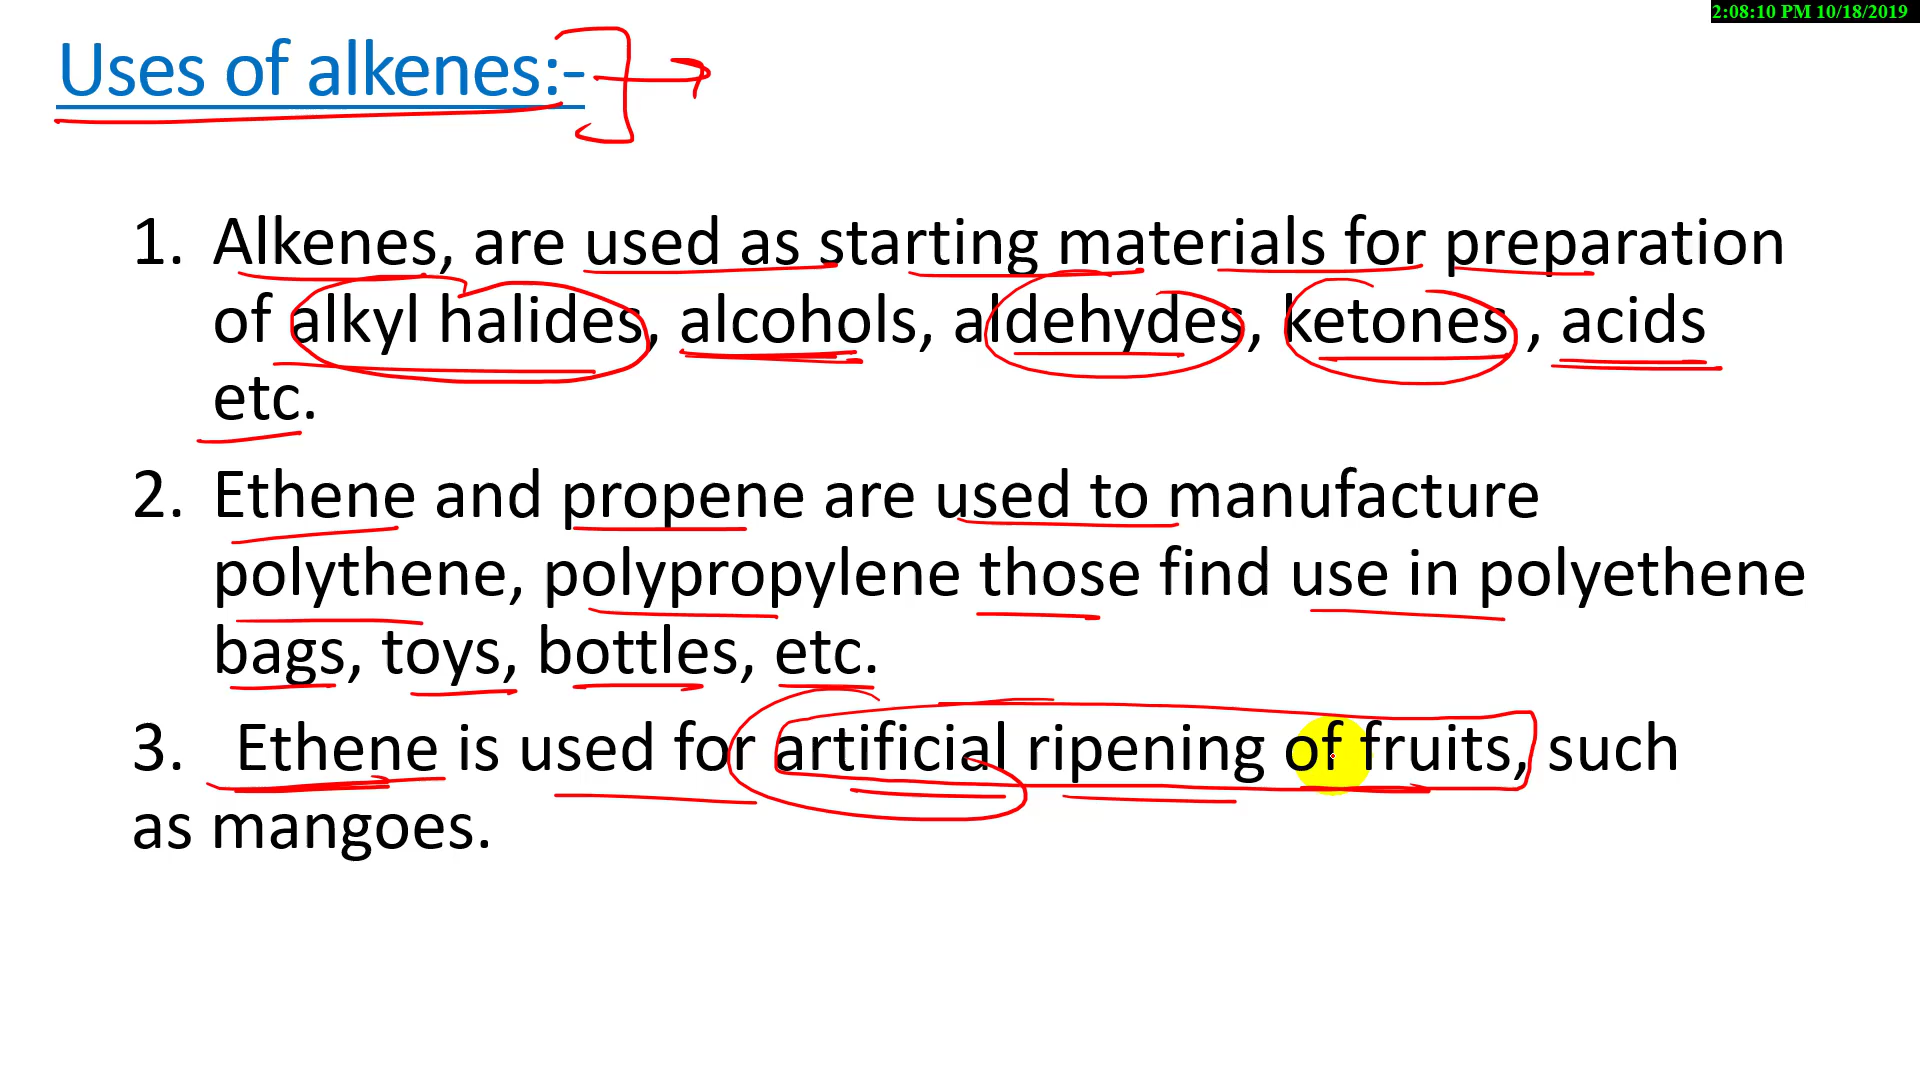 2:08:10 PM 10/18/2019
Uses of alkenes:-
1. Alkenes, are used as starting materials for preparation
of alkyl halides, alcohols, aldehydes, ketones , acids
etc.
2. Ethene and propene are used to manufacture
polythene, polypropylene those find use in polyethene
bags, toys, bottles, etc.
3. Ethene is used for artificial ripening of fruits, such
as mangoes.